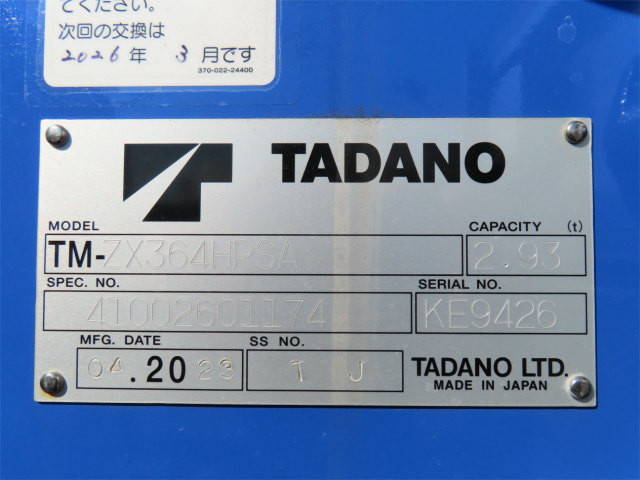 てください。
次回の交換は
2026年 3月です
370-022-24400
TADANO
MODEL
CAPACITY (t)
TM-ZX364HRSA 2.93
SPEC. NO. SERIAL NO.
41002601174 KE9426
MFG. DATE SS NO.
04.2023 T J
TADANO LTD.
MADE IN JAPAN